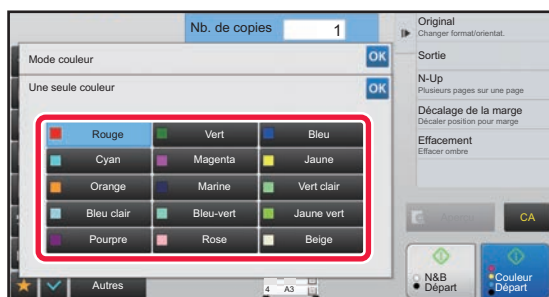 Nb. de copies 1
Mode couleur OK
Une seule couleur OK
Rouge Vert Bleu
Cyan Magenta Jaune
Orange Marine Vert clair
Bleu clair Bleu-vert Jaune vert
Pourpre Rose Beige
Autres
4 A3
Original
Changer format/orientat.
Sortie
N-Up
Plusieurs pages sur une page
Décalage de la marge
Décaler position pour marge
Effacement
Effacer ombre
CA
N&B
Départ
Couleur
Départ